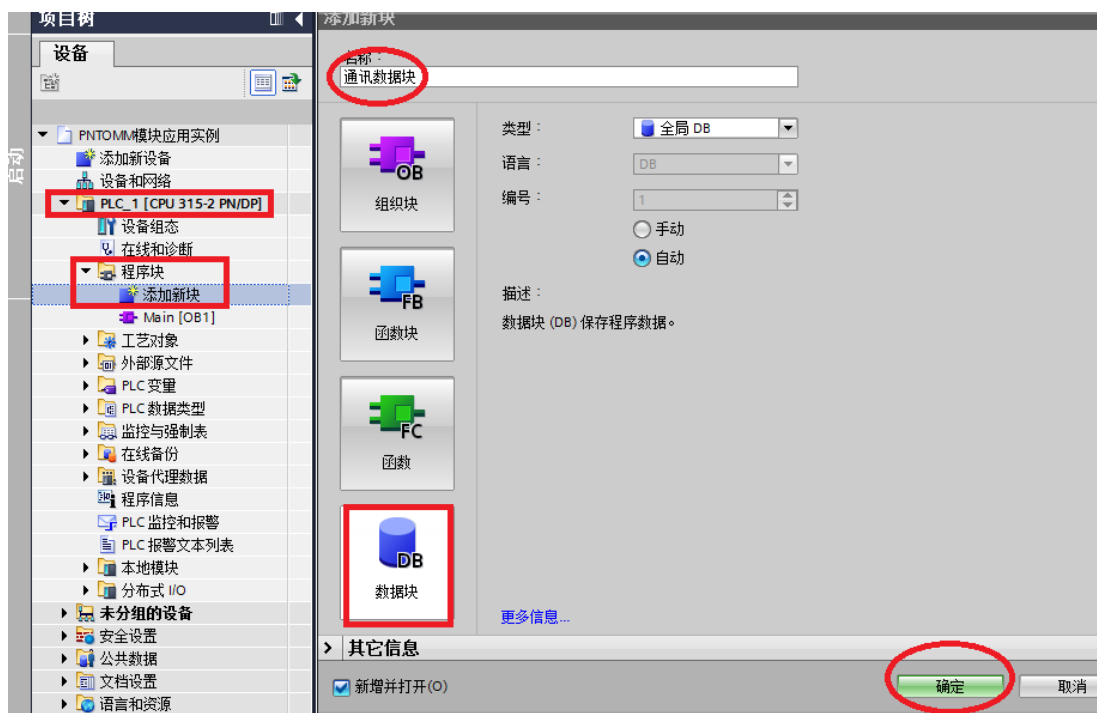 项目树
设备
PNTOMM模块应用实例
添加新设备
设备和网络
PLC_1 [CPU 315-2 PN/DP]
设备组态
在线和诊断
程序块
添加新块
Main [OB1]
工艺对象
外部源文件
PLC 变量
PLC 数据类型
监控与强制表
在线备份
设备代理数据
程序信息
PLC 监控和报警
PLC 报警文本列表
本地模块
分布式 I/O
未分组的设备
安全设置
公共数据
文档设置
语言和资源
启动
添加新块
名称：
通讯数据块
OB
组织块
FB
函数块
FC
函数
DB
数据块
类型：
全局 DB
语言：
DB
编号：
1
手动
自动
描述：
数据块 (DB) 保存程序数据。
更多信息...
其它信息
新增并打开(O)
确定
取消